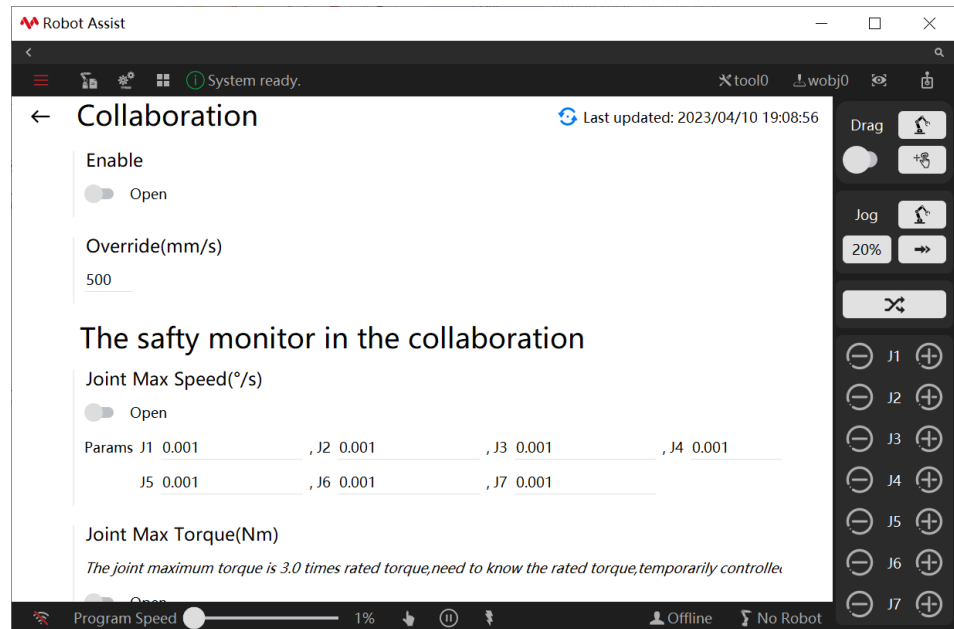 Robot Assist
System ready.
tool0
wobj0
Collaboration
Last updated: 2023/04/10 19:08:56
Enable
Open
Override(mm/s)
500
The safty monitor in the collaboration
Joint Max Speed(°/s)
Open
Params J1 0.001 , J2 0.001 , J3 0.001 , J4 0.001
J5 0.001 , J6 0.001 , J7 0.001
Joint Max Torque(Nm)
The joint maximum torque is 3.0 times rated torque,need to know the rated torque,temporarily controlled
Open
Drag
Jog
20%
J1
J2
J3
J4
J5
J6
J7
Program Speed 1% Offline No Robot